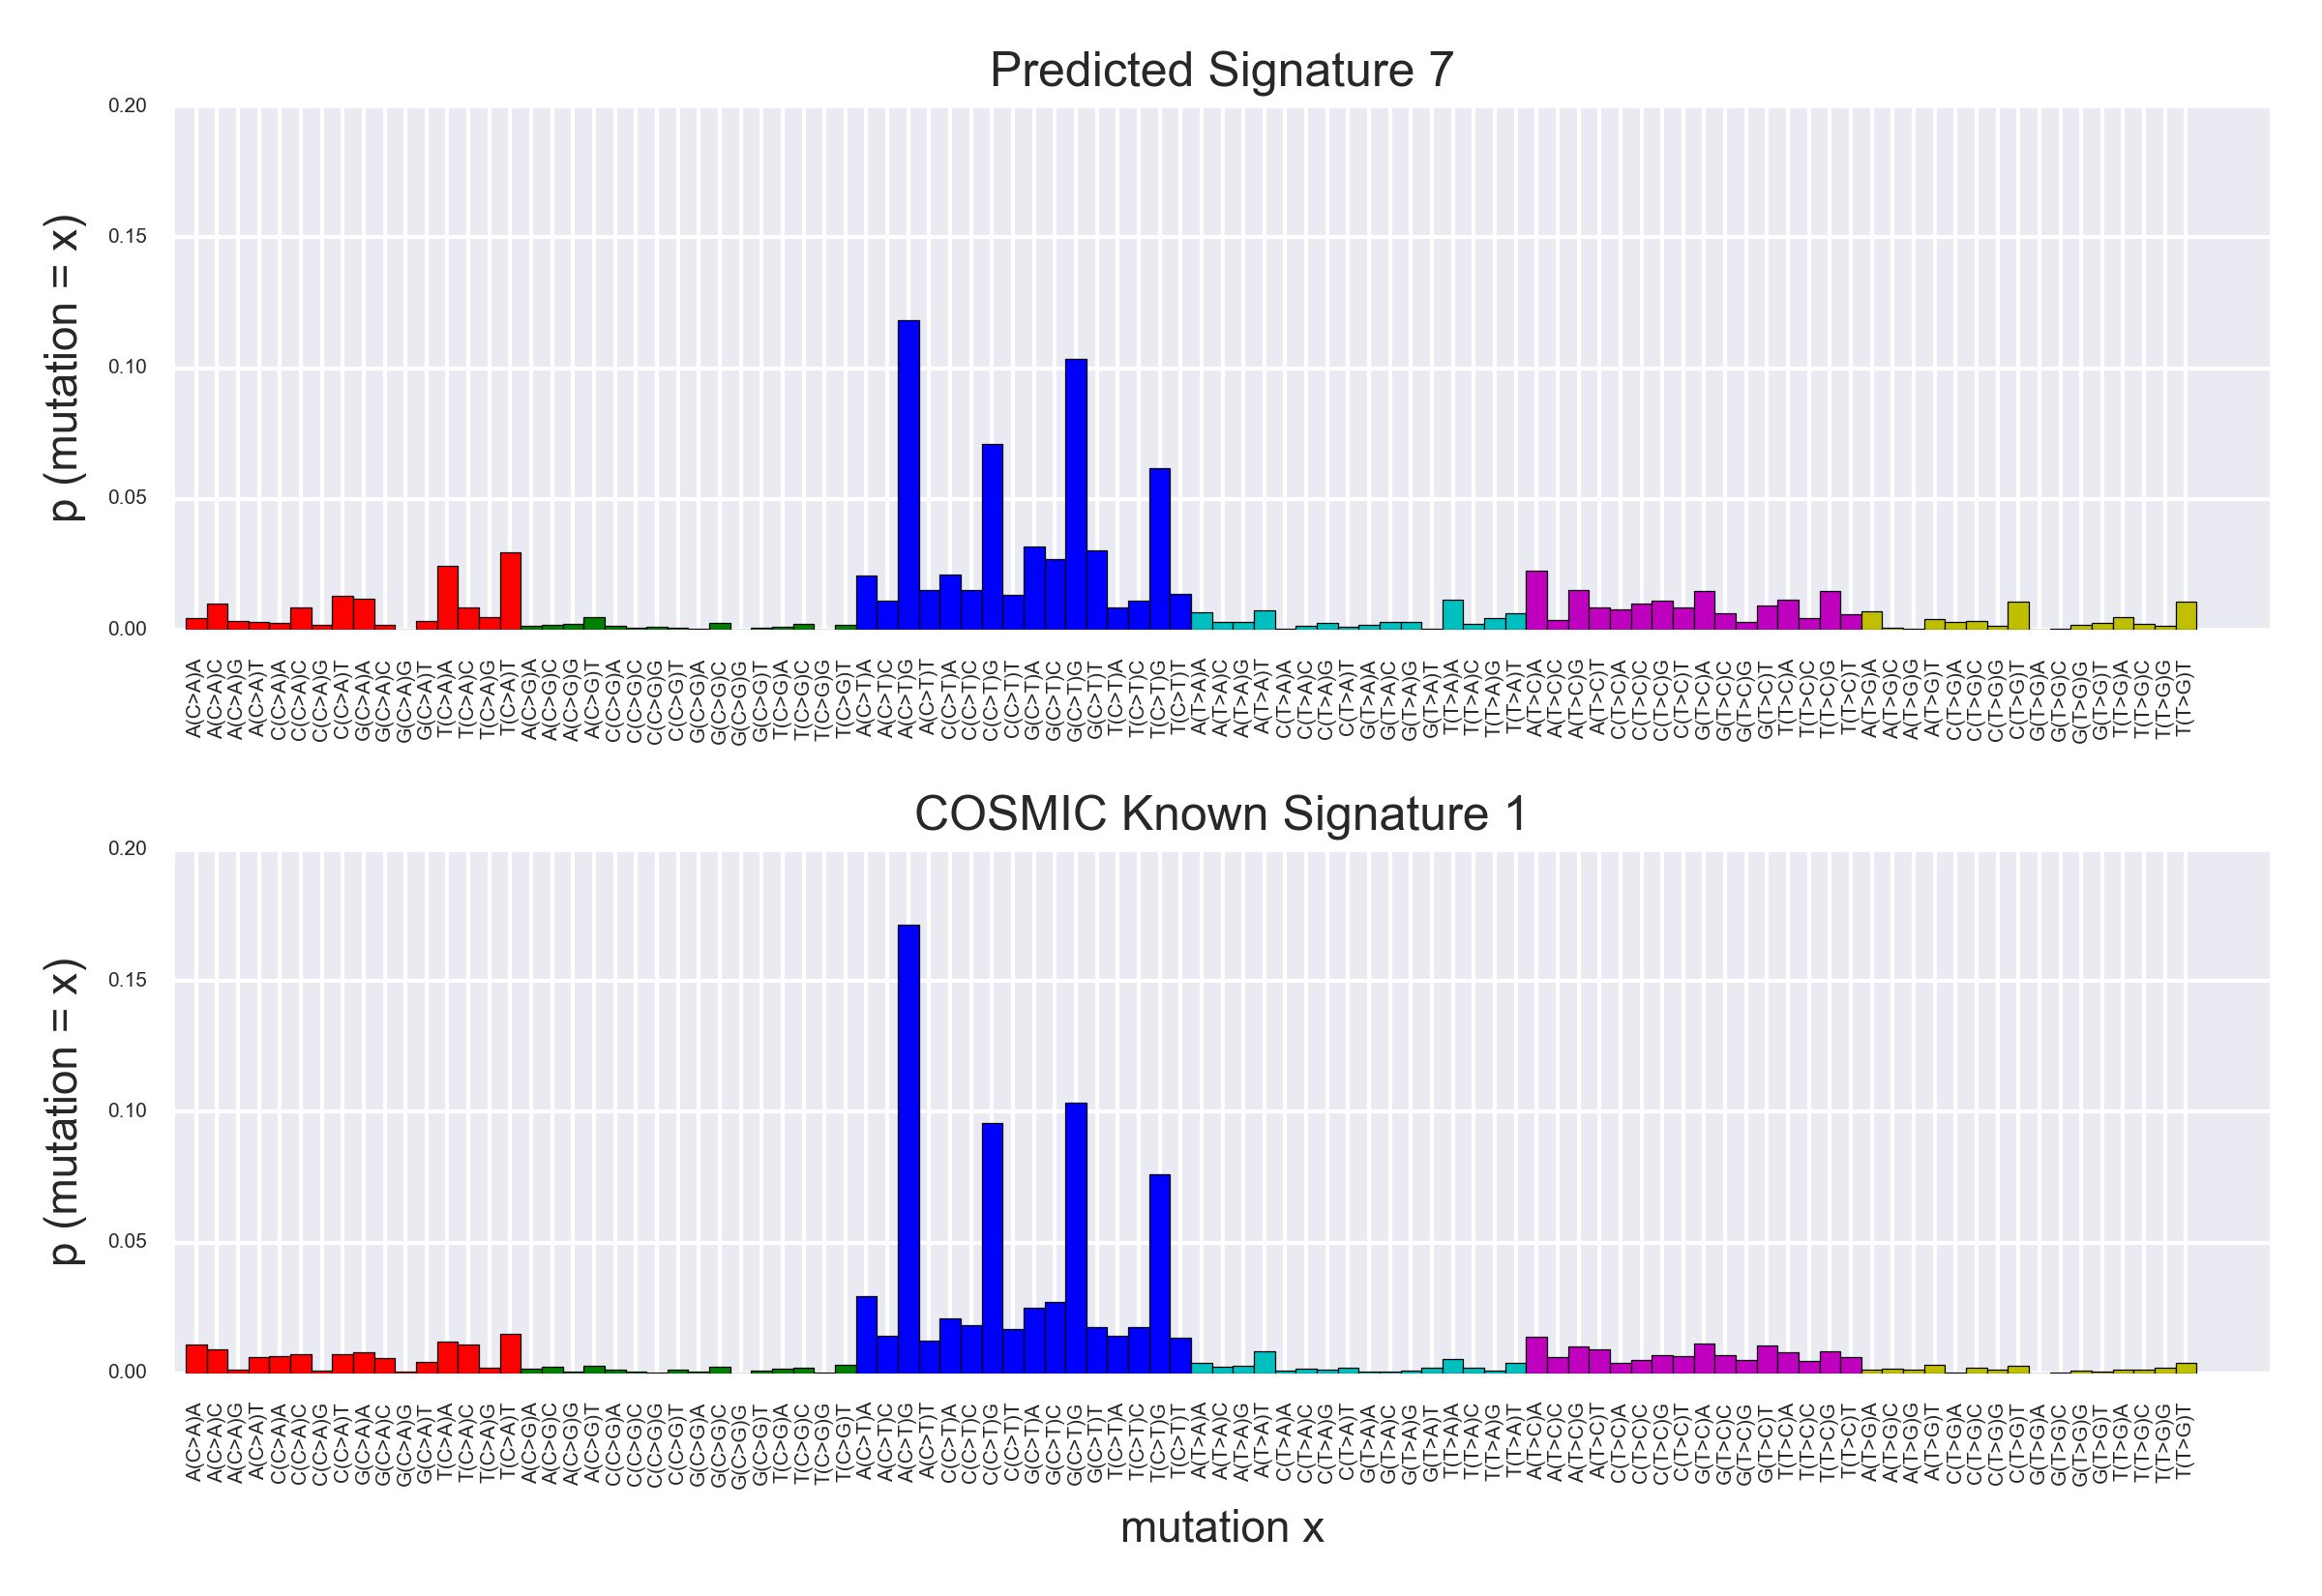 Predicted Signature 7
p (mutation = x)
0.20
0.15
0.10
0.05
0.00
A(C>A)A A(C>A)C A(C>A)G A(C>A)T C(C>A)A C(C>A)C C(C>A)G C(C>A)T G(C>A)A G(C>A)C G(C>A)G G(C>A)T T(C>A)A T(C>A)C T(C>A)G T(C>A)T A(C>G)A A(C>G)C A(C>G)G A(C>G)T C(C>G)A C(C>G)C C(C>G)G C(C>G)T G(C>G)A G(C>G)C G(C>G)G G(C>G)T T(C>G)A T(C>G)C T(C>G)G T(C>G)T A(C>T)A A(C>T)C A(C>T)G A(C>T)T C(C>T)A C(C>T)C C(C>T)G C(C>T)T G(C>T)A G(C>T)C G(C>T)G G(C>T)T T(C>T)A T(C>T)C T(C>T)G T(C>T)T A(T>A)A A(T>A)C A(T>A)G A(T>A)T C(T>A)A C(T>A)C C(T>A)G C(T>A)T G(T>A)A G(T>A)C G(T>A)G G(T>A)T T(T>A)A T(T>A)C T(T>A)G T(T>A)T A(T>C)A A(T>C)C A(T>C)G A(T>C)T C(T>C)A C(T>C)C C(T>C)G C(T>C)T G(T>C)A G(T>C)C G(T>C)G G(T>C)T T(T>C)A T(T>C)C T(T>C)G T(T>C)T A(T>G)A A(T>G)C A(T>G)G A(T>G)T C(T>G)A C(T>G)C C(T>G)G C(T>G)T G(T>G)A G(T>G)C G(T>G)G G(T>G)T T(T>G)A T(T>G)C T(T>G)G T(T>G)T
COSMIC Known Signature 1
p (mutation = x)
0.20
0.15
0.10
0.05
0.00
A(C>A)A A(C>A)C A(C>A)G A(C>A)T C(C>A)A C(C>A)C C(C>A)G C(C>A)T G(C>A)A G(C>A)C G(C>A)G G(C>A)T T(C>A)A T(C>A)C T(C>A)G T(C>A)T A(C>G)A A(C>G)C A(C>G)G A(C>G)T C(C>G)A C(C>G)C C(C>G)G C(C>G)T G(C>G)A G(C>G)C G(C>G)G G(C>G)T T(C>G)A T(C>G)C T(C>G)G T(C>G)T A(C>T)A A(C>T)C A(C>T)G A(C>T)T C(C>T)A C(C>T)C C(C>T)G C(C>T)T G(C>T)A G(C>T)C G(C>T)G G(C>T)T T(C>T)A T(C>T)C T(C>T)G T(C>T)T A(T>A)A A(T>A)C A(T>A)G A(T>A)T C(T>A)A C(T>A)C C(T>A)G C(T>A)T G(T>A)A G(T>A)C G(T>A)G G(T>A)T T(T>A)A T(T>A)C T(T>A)G T(T>A)T A(T>C)A A(T>C)C A(T>C)G A(T>C)T C(T>C)A C(T>C)C C(T>C)G C(T>C)T G(T>C)A G(T>C)C G(T>C)G G(T>C)T T(T>C)A T(T>C)C T(T>C)G T(T>C)T A(T>G)A A(T>G)C A(T>G)G A(T>G)T C(T>G)A C(T>G)C C(T>G)G C(T>G)T G(T>G)A G(T>G)C G(T>G)G G(T>G)T T(T>G)A T(T>G)C T(T>G)G T(T>G)T
mutation x